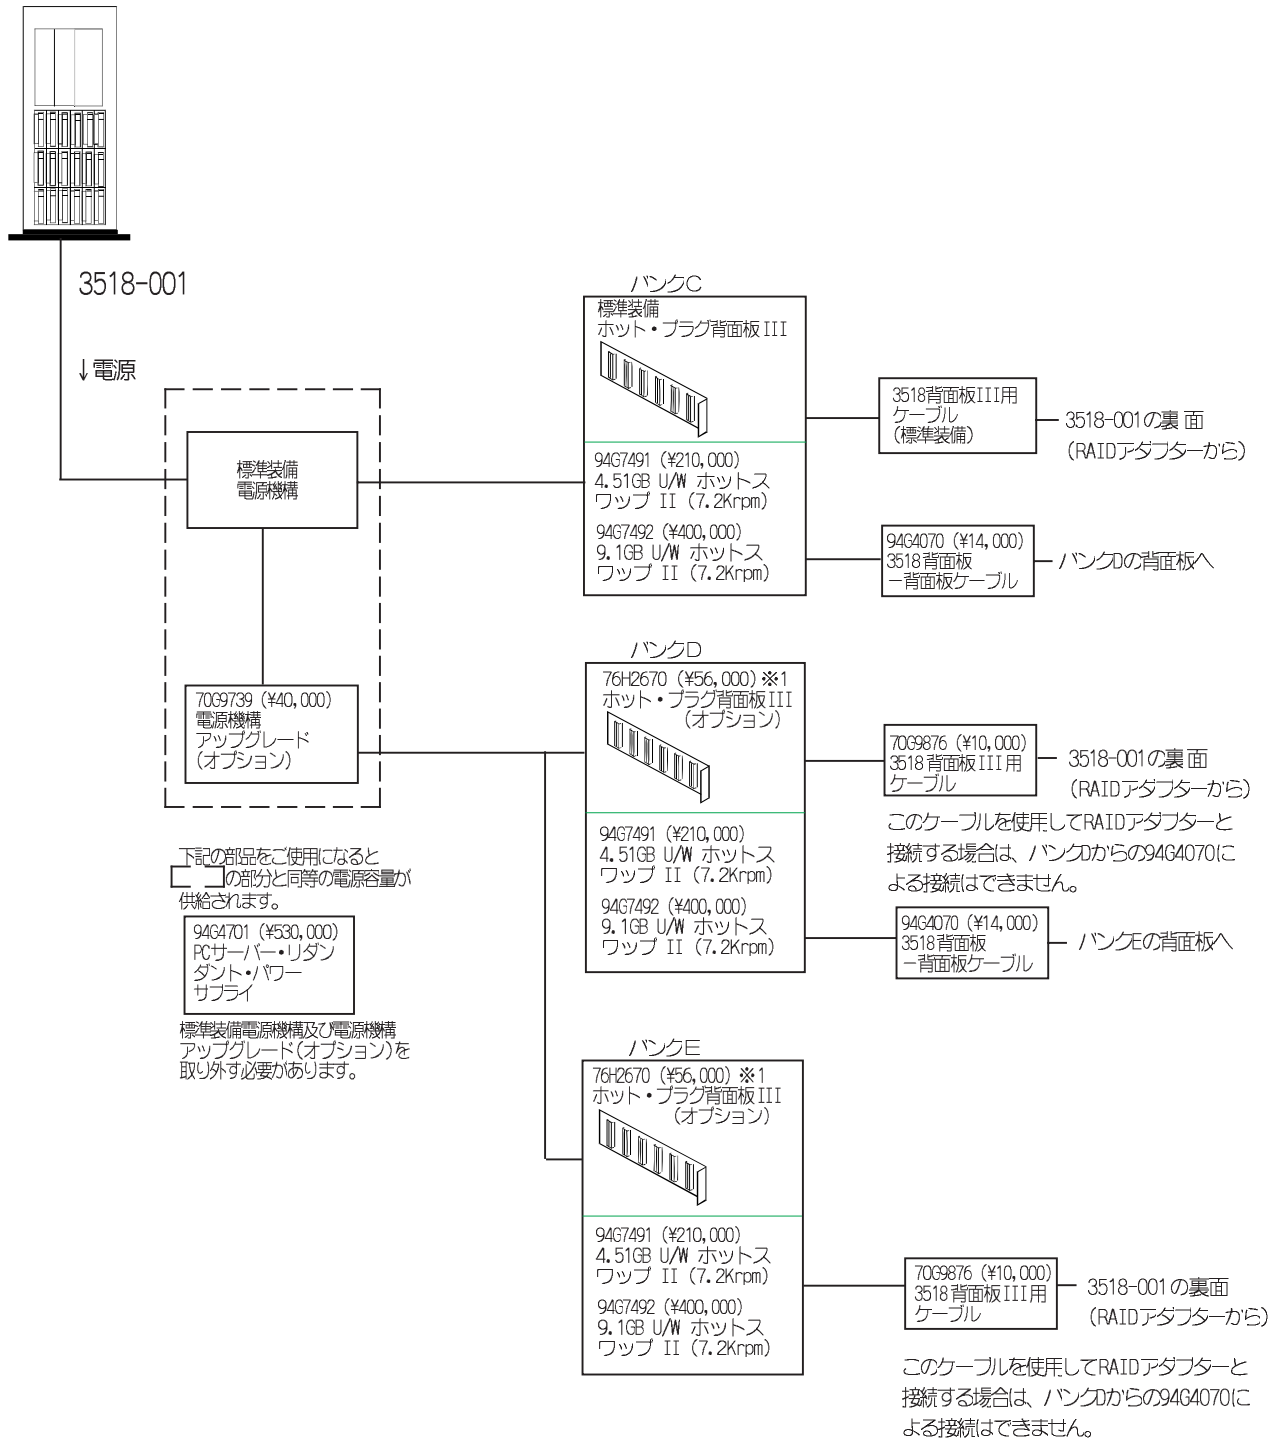 3518-001
↓電源
標準装備
電源機構
70G9739 (¥40,000)
電源機構
アップグレード
(オプション)
下記の部品をご使用になると
の部分と同等の電源容量が
供給されます。
94G4701 (¥530,000)
PCサーバー・リダン
ダント・パワー
サプライ
標準装備電源機構及び電源機構
アップグレード(オプション)を
取り外す必要があります。
バンクC
標準装備
ホット・プラグ背面板III
94G7491 (¥210,000)
4.51GB U/W ホットス
ワップ II (7.2Krpm)
94G7492 (¥400,000)
9.1GB U/W ホットス
ワップ II (7.2Krpm)
3518背面板III用
ケーブル
(標準装備)
3518-001の裏面
(RAIDアダプターから)
94G4070 (¥14,000)
3518背面板
-背面板ケーブル
バンクDの背面板へ
バンクD
76H2670 (¥56,000)※1
ホット・プラグ背面板III
(オプション)
94G7491 (¥210,000)
4.51GB U/W ホットス
ワップ II (7.2Krpm)
94G7492 (¥400,000)
9.1GB U/W ホットス
ワップ II (7.2Krpm)
70G9876 (¥10,000)
3518背面板III用
ケーブル
3518-001の裏面
(RAIDアダプターから)
このケーブルを使用してRAIDアダプターと
接続する場合は、バンクDからの94G4070に
よる接続はできません。
94G4070 (¥14,000)
3518背面板
-背面板ケーブル
バンクEの背面板へ
バンクE
76H2670 (¥56,000)※1
ホット・プラグ背面板III
(オプション)
94G7491 (¥210,000)
4.51GB U/W ホットス
ワップ II (7.2Krpm)
94G7492 (¥400,000)
9.1GB U/W ホットス
ワップ II (7.2Krpm)
70G9876 (¥10,000)
3518背面板III用
ケーブル
3518-001の裏面
(RAIDアダプターから)
このケーブルを使用してRAIDアダプターと
接続する場合は、バンクDからの94G4070に
よる接続はできません。